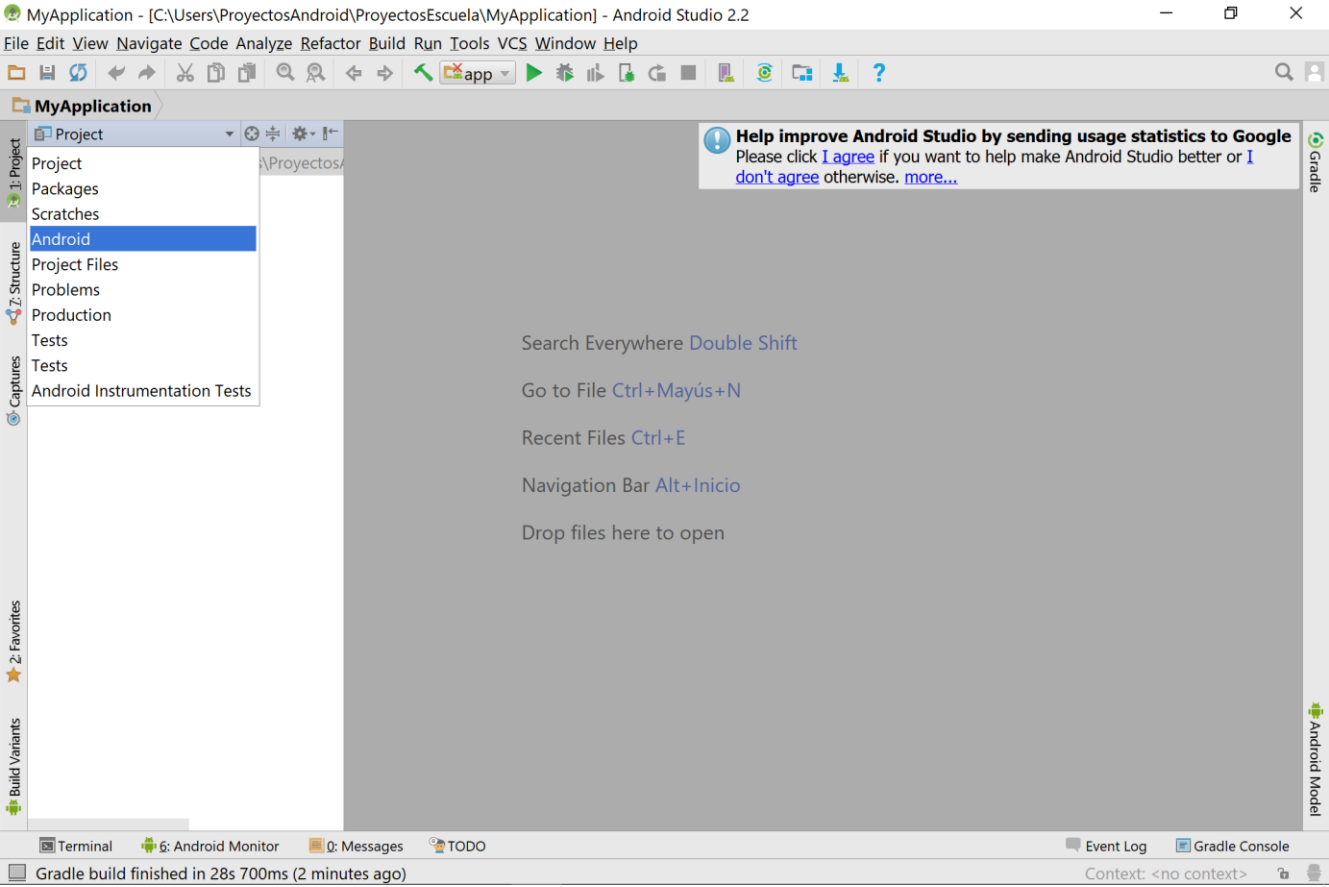 MyApplication - [C:\Users\ProyectosAndroid\ProyectosEscuela\MyApplication] - Android Studio 2.2
File Edit View Navigate Code Analyze Refactor Build Run Tools VCS Window Help
app
?
MyApplication
Project
:\Proyectos
Project
Packages
Scratches
Android
Project Files
Problems
Production
Tests
Tests
Android Instrumentation Tests
1: Project
7: Structure
Captures
2: Favorites
Build Variants
Help improve Android Studio by sending usage statistics to Google
Please click I agree if you want to help make Android Studio better or I
don't agree otherwise. more...
Search Everywhere Double Shift
Go to File Ctrl+Mayús+N
Recent Files Ctrl+E
Navigation Bar Alt+Inicio
Drop files here to open
Gradle
Android Model
Terminal 6: Android Monitor 0: Messages TODO Event Log Gradle Console
Gradle build finished in 28s 700ms (2 minutes ago) Context: <no context>